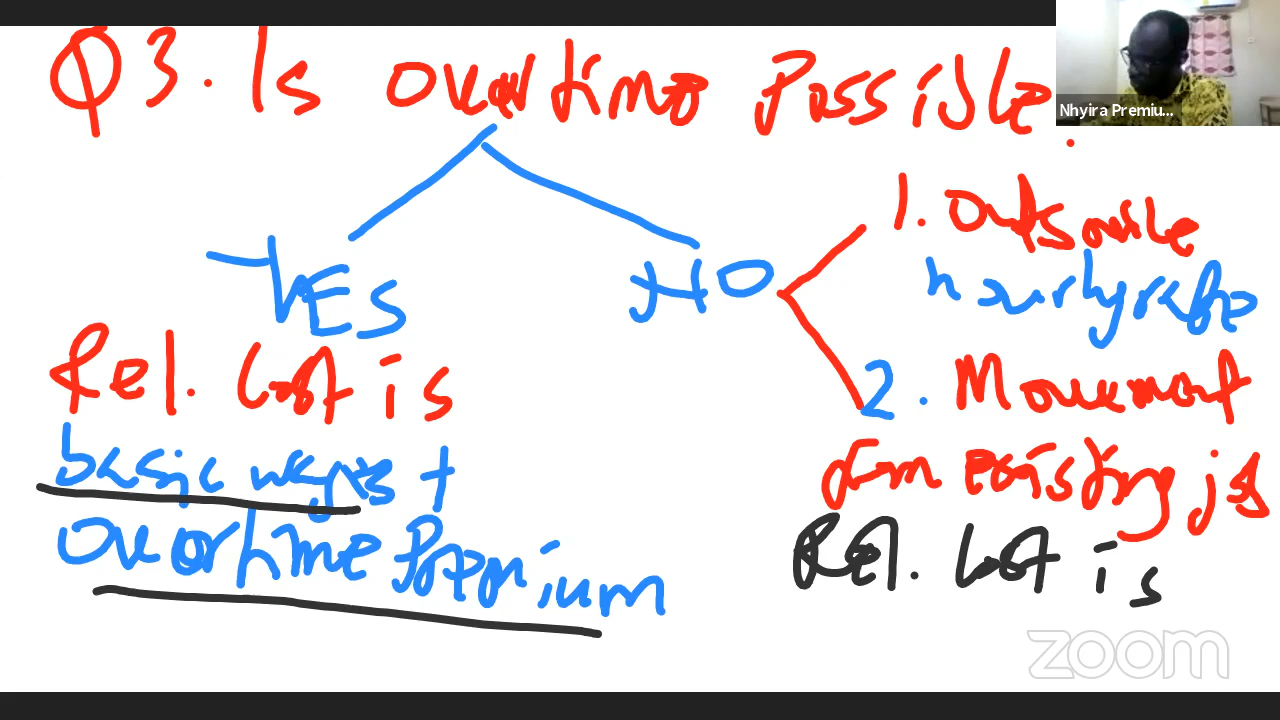 Q3. Is Overtime Possible?
Nhyira Premiu...
YES
NO
Rel. Cost is
basic wages +
Overtime Premium
1. Outsource
hourly rate
2. Movement
from existing job
Rel. Cost is
zoom